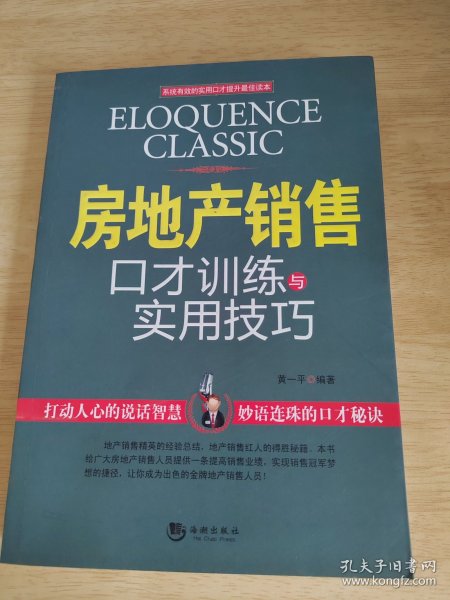 系统有效的实用口才提升最佳读本
ELOQUENCE
CLASSIC
房地产销售
口才训练与
实用技巧
黄一平 编著
打动人心的说话智慧 妙语连珠的口才秘诀
地产销售精英的经验总结，地产销售红人的得胜秘籍。本书
给广大房地产销售人员提供一条提高销售业绩，实现销售冠军梦
想的捷径，让你成为出色的金牌地产销售人员！
海潮出版社
Hai Chao Press
孔夫子旧书网
www.kongfz.com